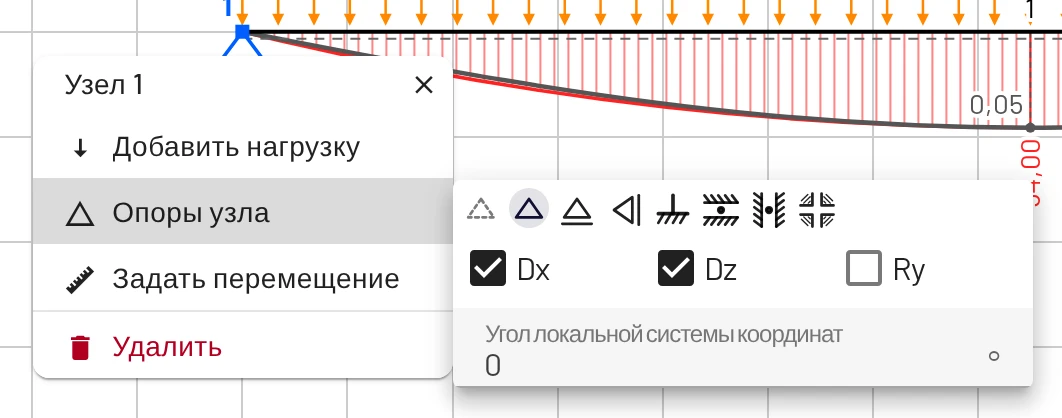 1
1
Узел 1
0,05
Добавить нагрузку
Опоры узла
Задать перемещение
Dx
Dz
Ry
Угол локальной системы координат
0
°
Удалить